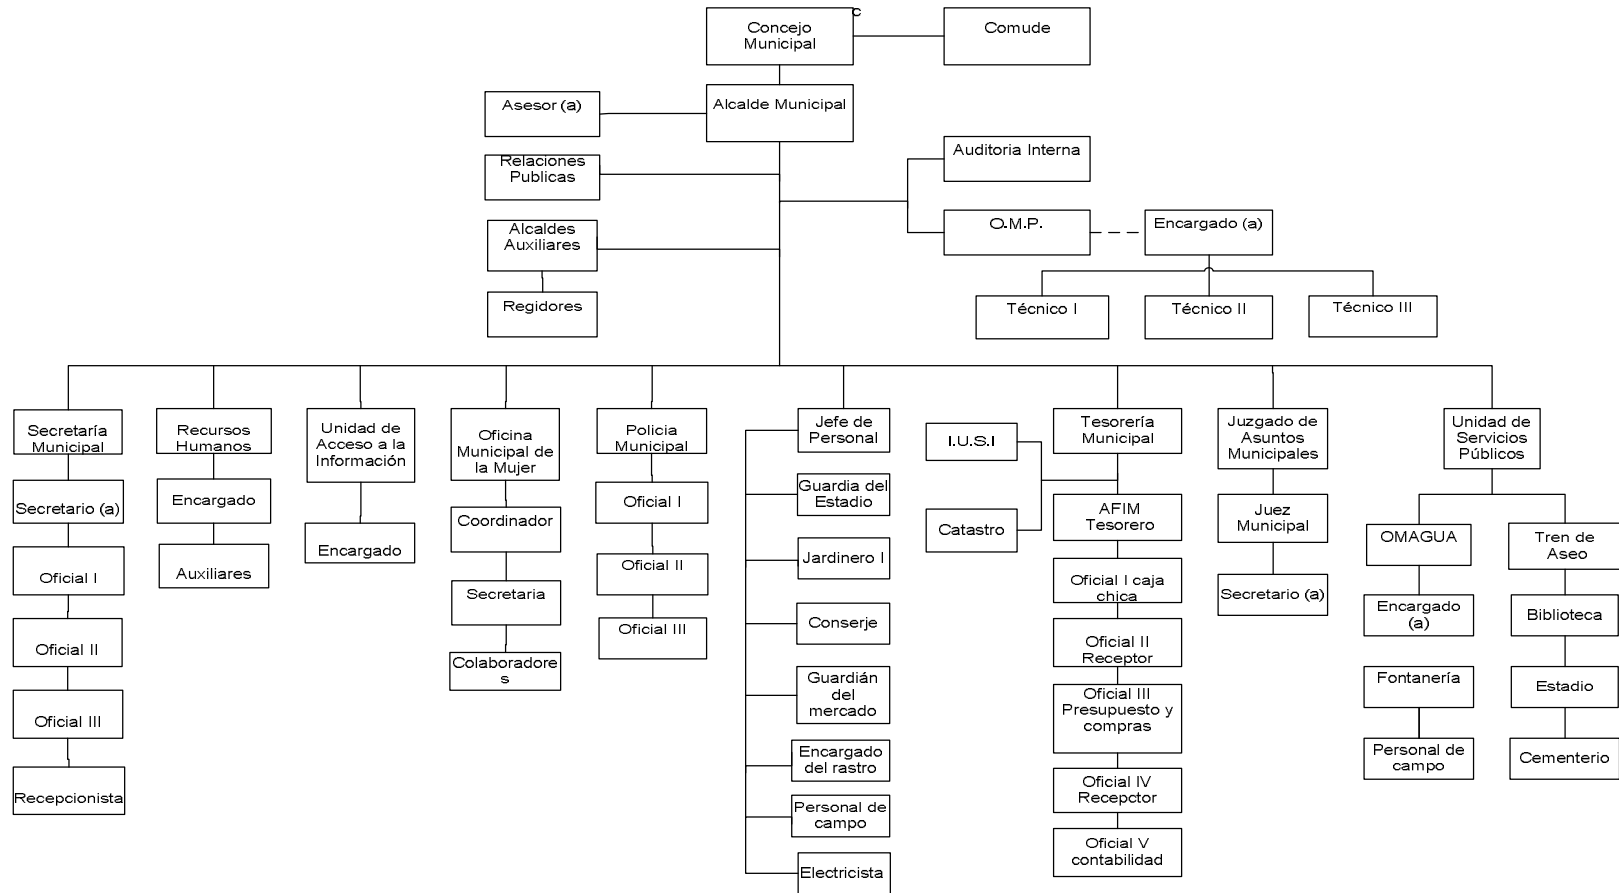 c
Concejo
Municipal
Comude
Asesor (a)
Alcalde Municipal
Relaciones
Publicas
Auditoria Interna
Alcaldes
Auxiliares
O.M.P.
Encargado (a)
Regidores
Técnico I
Técnico II
Técnico III
Secretaría
Municipal
Secretario (a)
Oficial I
Oficial II
Oficial III
Recepcionista
Recursos
Humanos
Encargado
Auxiliares
Unidad de
Acceso a la
Información
Encargado
Oficina
Municipal de
la Mujer
Coordinador
Secretaria
Colaboradore
s
Policia
Municipal
Oficial I
Oficial II
Oficial III
Jefe de
Personal
Guardia del
Estadio
Jardinero I
Conserje
Guardián
del
mercado
Encargado
del rastro
Personal de
campo
Electricista
I.U.S.I
Catastro
Tesorería
Municipal
AFIM
Tesorero
Oficial I caja
chica
Oficial II
Receptor
Oficial III
Presupuesto y
compras
Oficial IV
Recepctor
Oficial V
contabilidad
Juzgado de
Asuntos
Municipales
Juez
Municipal
Secretario (a)
Unidad de
Servicios
Públicos
OMAGUA
Encargado
(a)
Fontanería
Personal de
campo
Tren de
Aseo
Biblioteca
Estadio
Cementerio